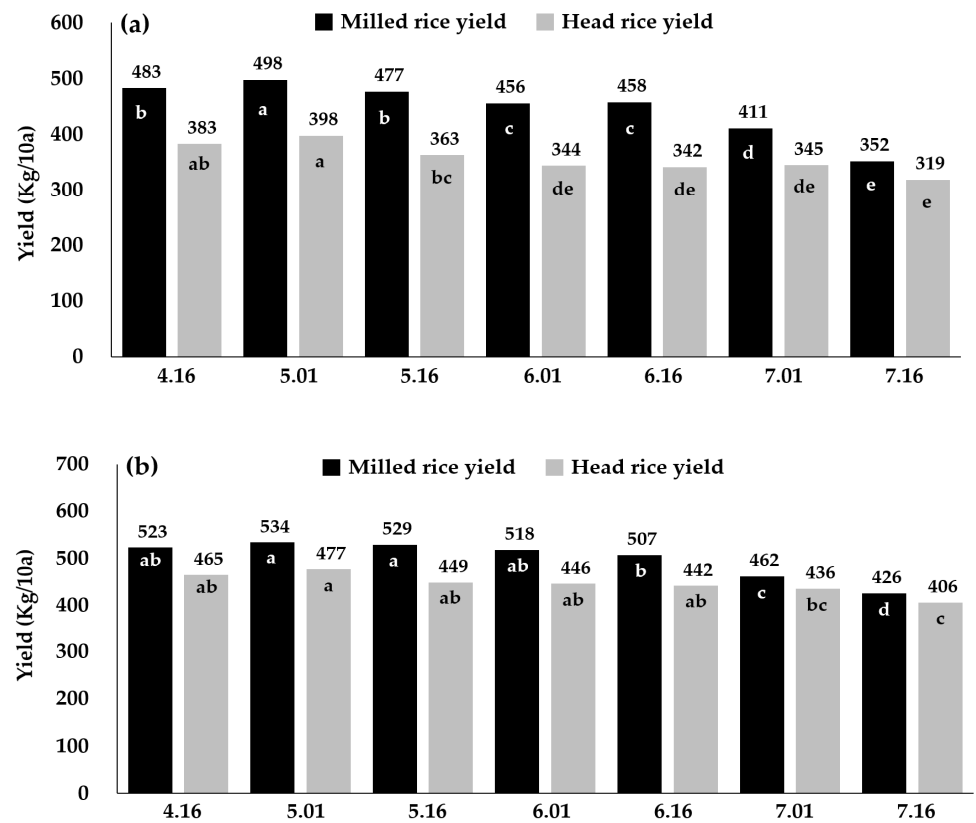 (a)
Milled rice yield Head rice yield
Yield (Kg/10a)
600
500
400
300
200
100
0
483 383 498 398 477 363 456 344 458 342 411 345 352 319
b ab a a b bc c de c de d de e e
4.16 5.01 5.16 6.01 6.16 7.01 7.16
(b)
Milled rice yield Head rice yield
Yield (Kg/10a)
700
600
500
400
300
200
100
0
523 465 534 477 529 449 518 446 507 442 462 436 426 406
ab ab a a a ab ab ab b ab c bc d c
4.16 5.01 5.16 6.01 6.16 7.01 7.16